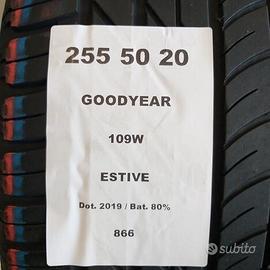 255 50 20
GOODYEAR
109W
ESTIVE
Dot. 2019 / Bat. 80%
866
subito